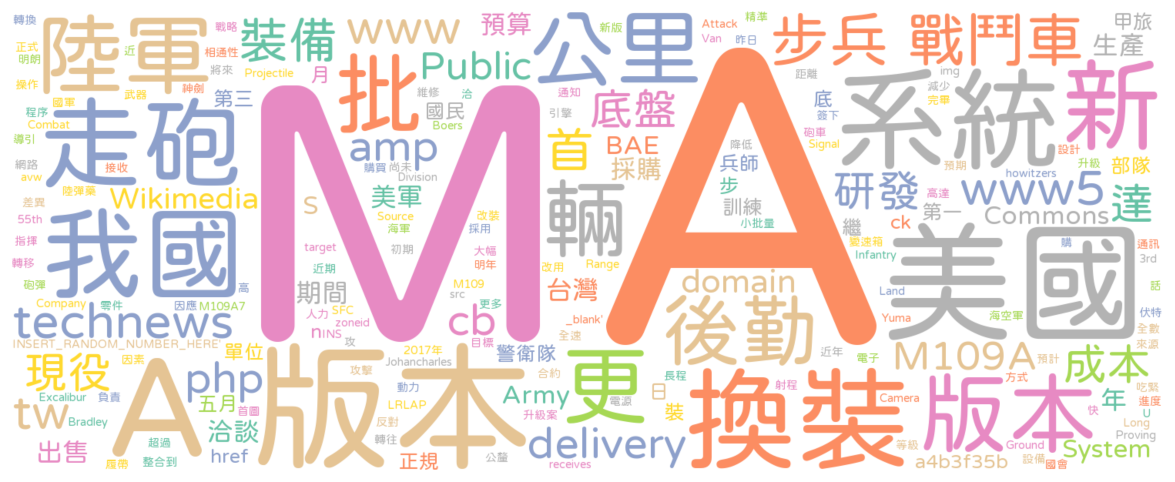 轉換
戰略
陸軍
裝備
www
預算
公里
Attack
新版
精準
Van
昨日
步兵
戰鬥車
甲旅
生產
正式
明朗
近
相通性
將來
Projectile
月
批
Public
距離
img
減少
完畢
系統
新
操作
神劍
武器
國軍
程序
Combat
導引
第三
走砲
維修
洽
通知
國民
Boers
引擎
底盤
底
簽下
砲車
Signal
預期
設計
升級
部隊
amp
首
BAE
採購
降低
兵師
步
訓練
研發
howitzers
高達
www5
達
網路
接收
avw
陸彈藥
差異
Wikimedia
購買
尚未
Division
美軍
S
Source
海軍
改裝
採用
輛
小批量
繼
第一
ck
Commons
55th
指揮
轉移
我國
MA
target
初期
近期
大幅
明年
改用
Range
變速箱
Infantry
美國
購
通訊
3rd
話
砲彈
高
Company
零件
因應
M109A7
期間
M109
src
更多
台灣
domain
Land
海空軍
伏特
technews
人力
SFC
n
INS
zoneid
cb
_blank'
後勤
Yuma
全數
來源
INSERT_RANDOM_NUMBER_HERE'
攻
目標
全速
近年
電子
M109A
預計
現役
因素
單位
2017年
Johancharles
警衛隊
合約
更
成本
Excalibur
負責
php
A
版本
攻擊
動力
LRLAP
Army
長程
日
裝
電源
換裝
射程
Camera
方式
版本
吃緊
進度
年
U
快
tw
Bradley
五月
首圖
洽談
反對
升級案
Long
Proving
出售
履帶
超過
整合到
href
轉往
正規
公釐
delivery
receives
等級
a4b3f35b
Ground
設備
國會
System